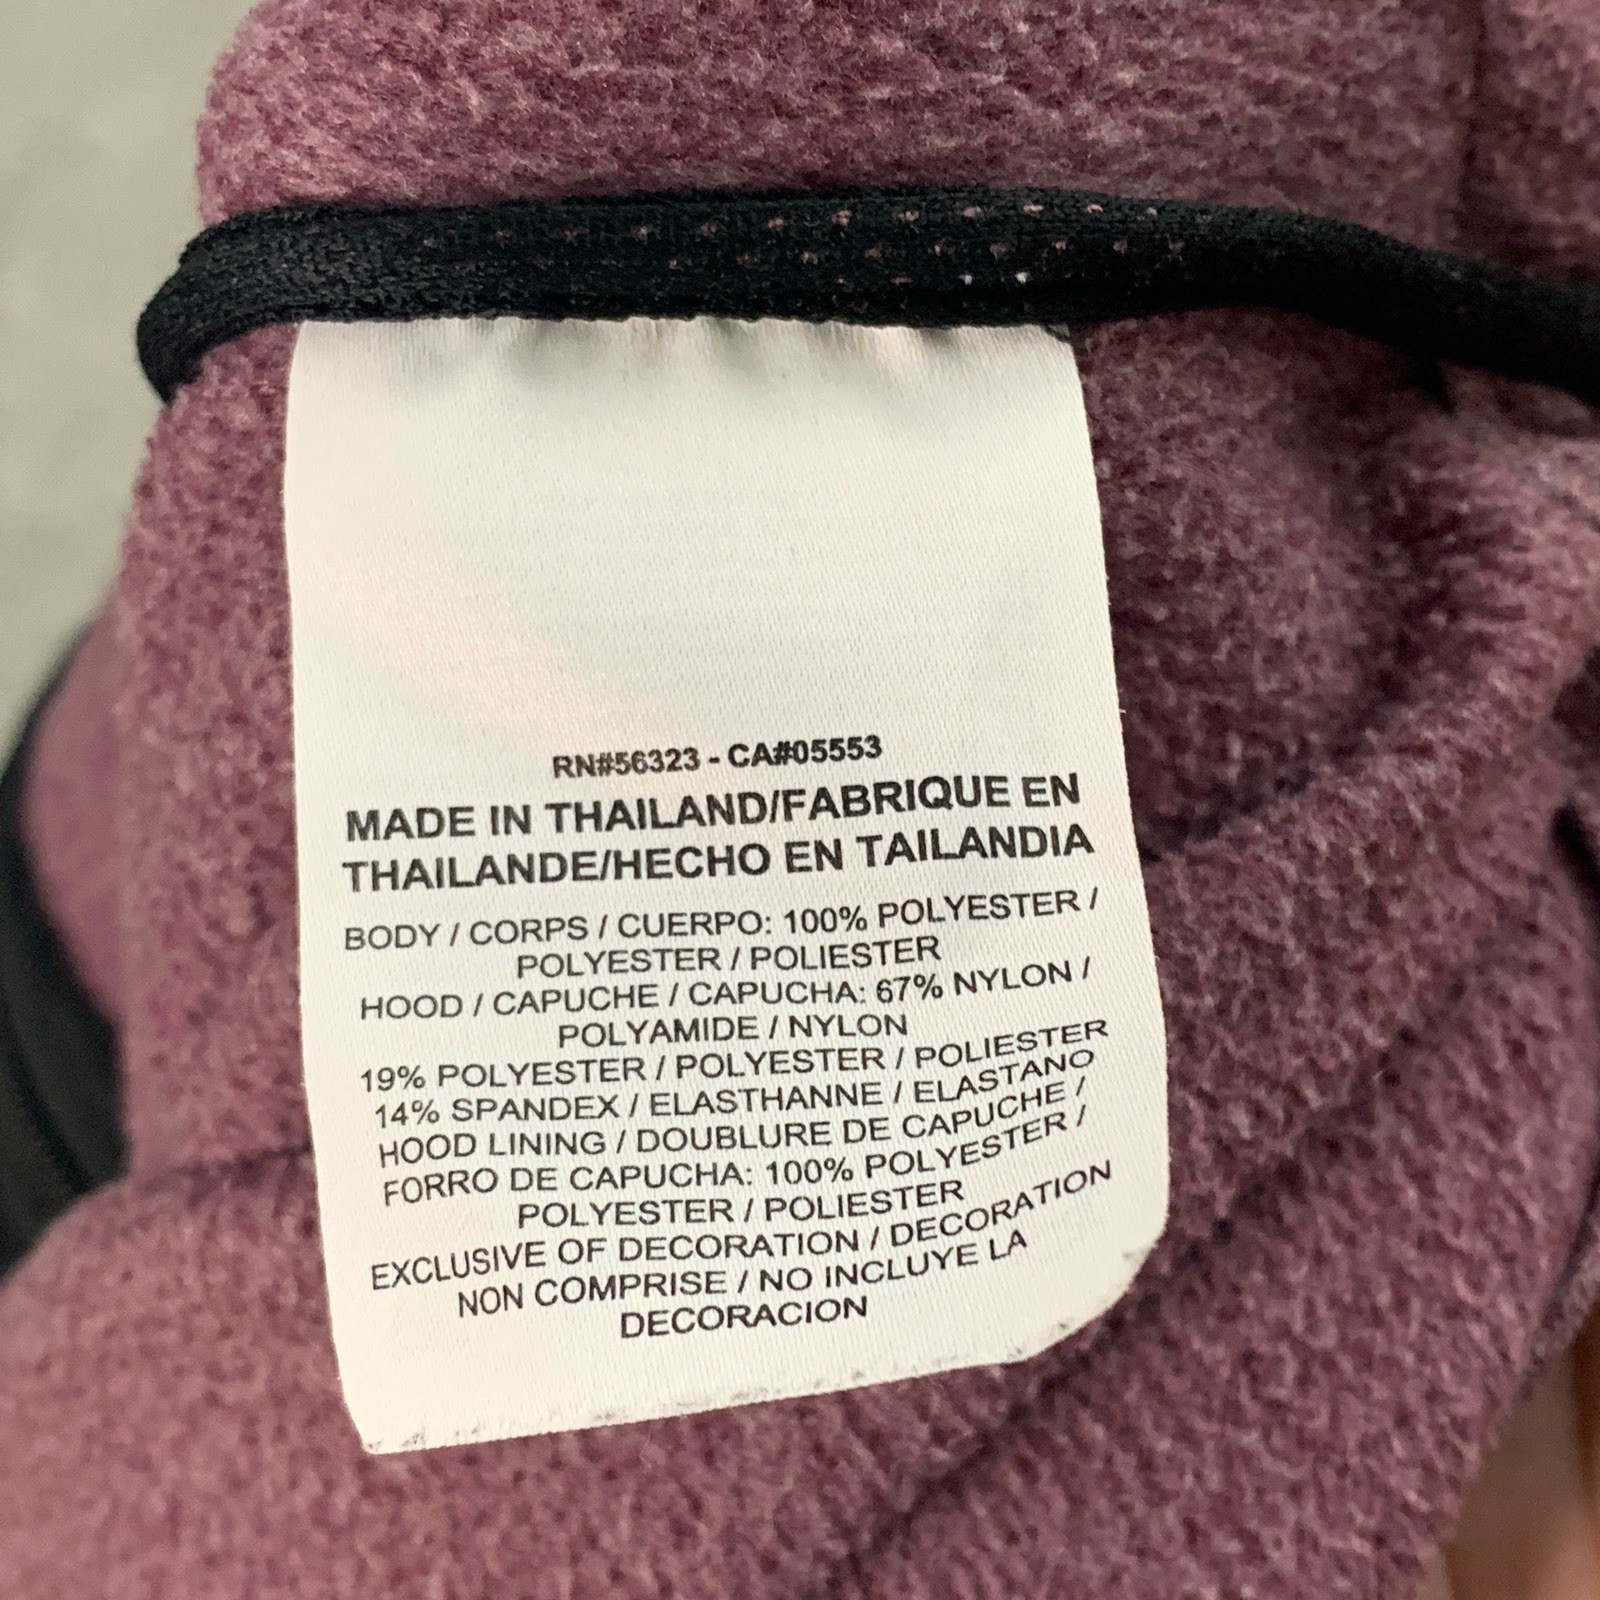 RN#56323 - CA#05553
MADE IN THAILAND/FABRIQUE EN
THAILANDE/HECHO EN TAILANDIA
BODY / CORPS / CUERPO: 100% POLYESTER /
POLYESTER / POLIESTER
HOOD / CAPUCHE / CAPUCHA: 67% NYLON /
POLYAMIDE / NYLON
19% POLYESTER / POLYESTER / POLIESTER
14% SPANDEX / ELASTHANNE / ELASTANO
HOOD LINING / DOUBLURE DE CAPUCHE /
FORRO DE CAPUCHA: 100% POLYESTER /
POLYESTER / POLIESTER
EXCLUSIVE OF DECORATION / DECORATION
NON COMPRISE / NO INCLUYE LA
DECORACION